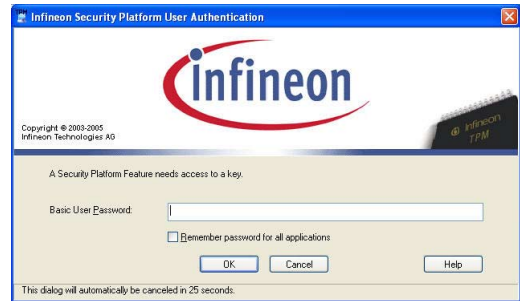 Infineon Security Platform User Authentication
infineon
Copyright © 2003-2005
Infineon Technologies AG
infineon
TPM
A Security Platform Feature needs access to a key.
Basic User Password:
Remember password for all applications
OK Cancel Help
This dialog will automatically be canceled in 25 seconds.